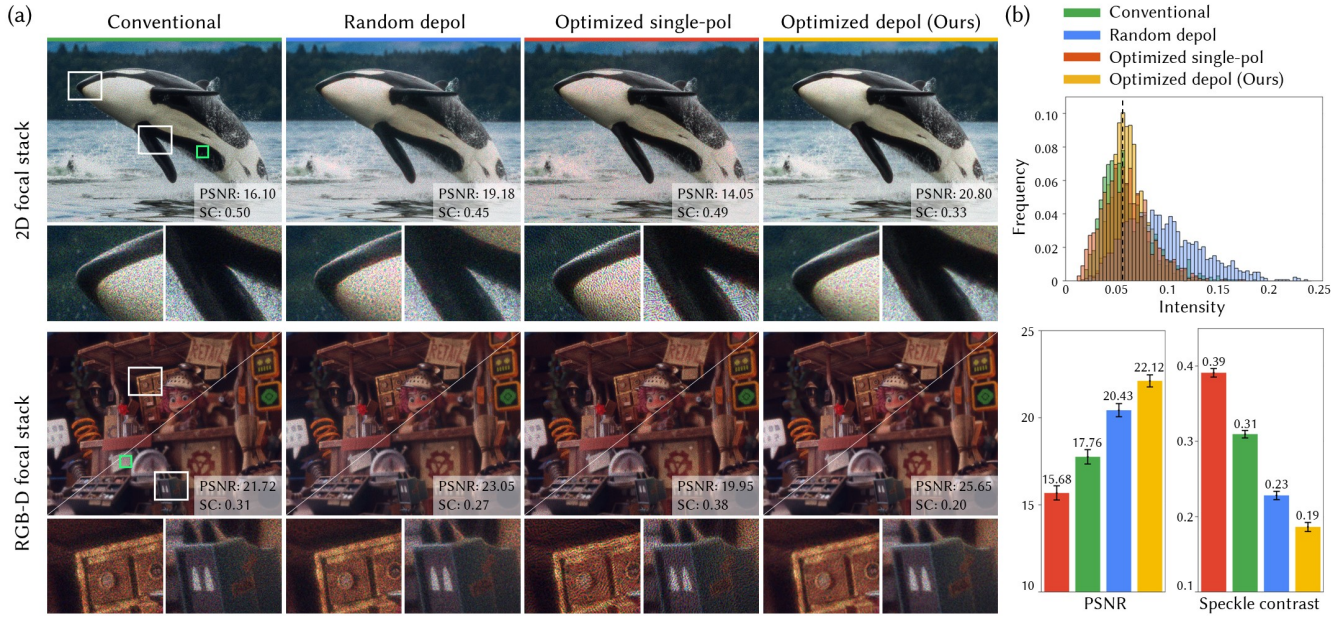 (a)
Conventional
Random depol
Optimized single-pol
Optimized depol (Ours)
2D focal stack
PSNR: 16.10
SC: 0.50
PSNR: 19.18
SC: 0.45
PSNR: 14.05
SC: 0.49
PSNR: 20.80
SC: 0.33
RGB-D focal stack
PSNR: 21.72
SC: 0.31
PSNR: 23.05
SC: 0.27
PSNR: 19.95
SC: 0.38
PSNR: 25.65
SC: 0.20
(b)
Conventional
Random depol
Optimized single-pol
Optimized depol (Ours)
Frequency
0.10
0.08
0.06
0.04
0.02
0
0 0.05 0.1 0.15 0.2 0.25
Intensity
25
20
15
10
15.68
17.76
20.43
22.12
PSNR
0.4
0.3
0.2
0.1
0.39
0.31
0.23
0.19
Speckle contrast